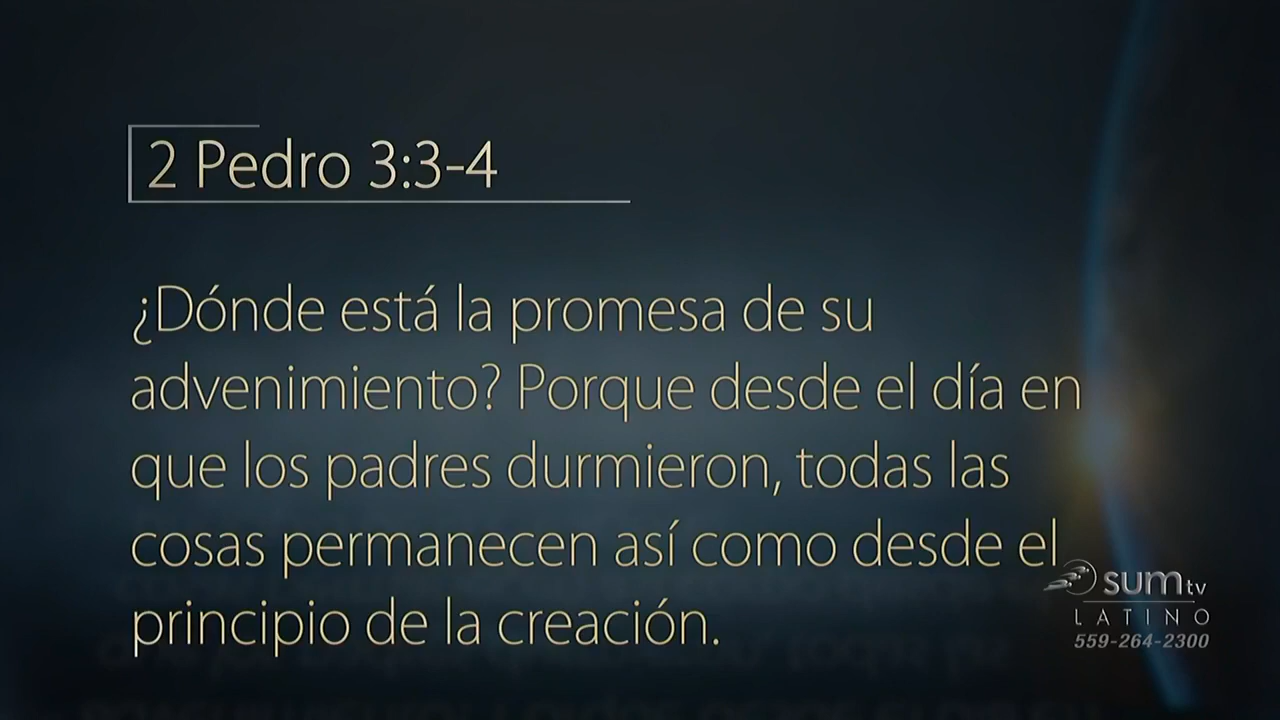 2 Pedro 3:3-4
¿Dónde está la promesa de su
advenimiento? Porque desde el día en
que los padres durmieron, todas las
cosas permanecen así como desde el
principio de la creación.
sumtv
LATINO
559-264-2300